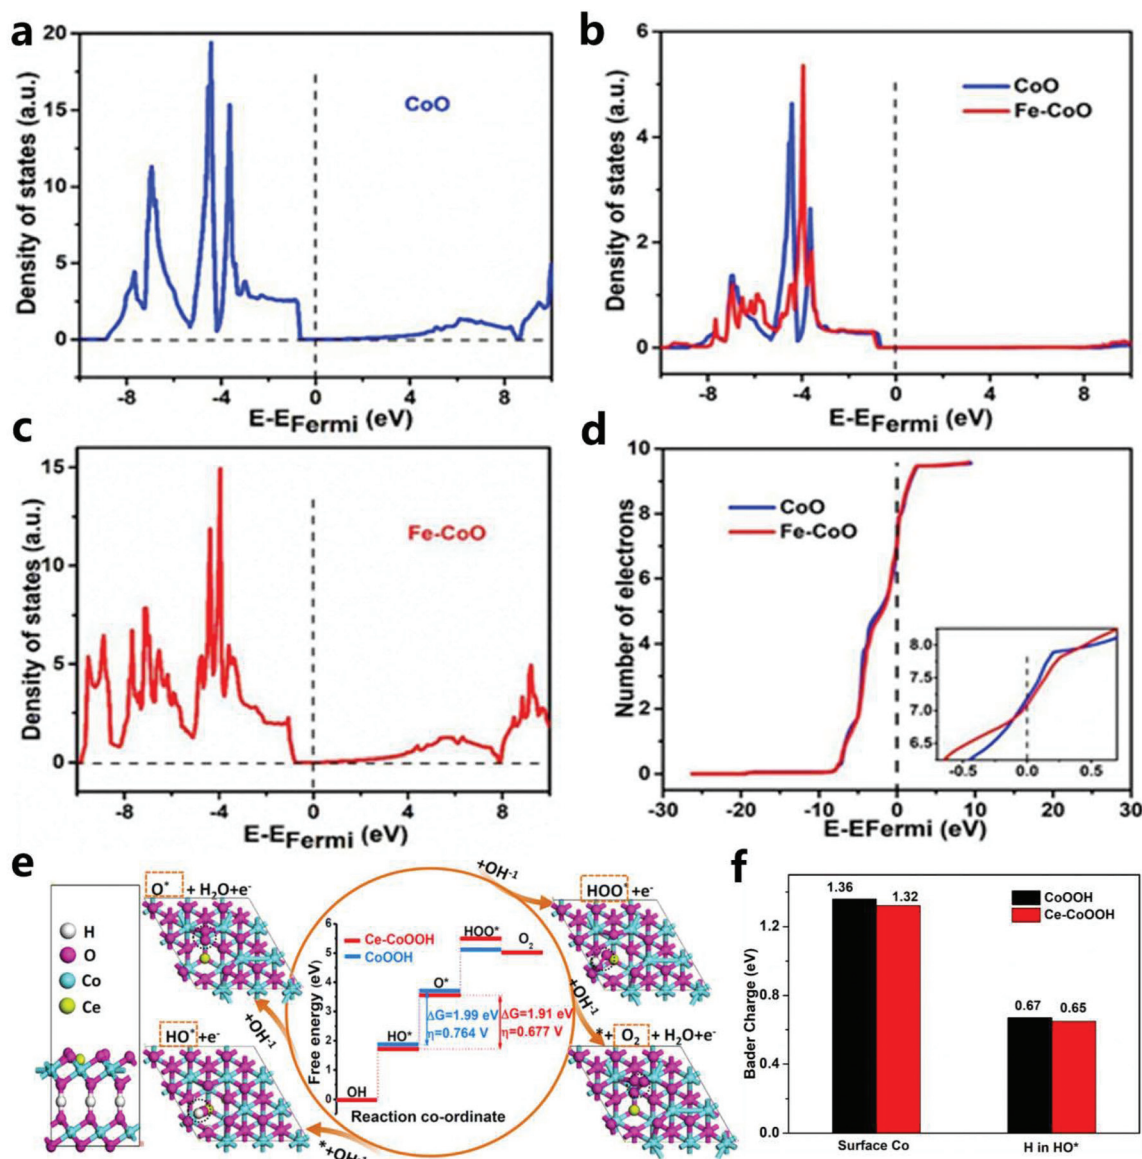 a
20
15
10
5
0
Density of states (a.u.)
CoO
-8 -4 0 4 8
E-EFermi (eV)
b
6
4
2
0
Density of states (a.u.)
CoO
Fe-CoO
-8 -4 0 4 8
E-EFermi (eV)
c
15
10
5
0
Density of states (a.u.)
Fe-CoO
-8 -4 0 4 8
E-EFermi (eV)
d
10
8
6
4
2
0
Number of electrons
CoO
Fe-CoO
8.0
7.5
7.0
6.5
-0.5 0.0 0.5
-30 -20 -10 0 10 20 30
E-EFermi (eV)
e
H
O
Co
Ce
O* + H2O+e-
+OH-1
HOO* +e-
+OH-1
HO* +e-
+OH-1
*+ O2 + H2O+e-
*+OH-1
6
5
4
3
2
1
0
Free energy (eV)
Ce-CoOOH
CoOOH
HOO*
O2
O*
ΔG=1.99 eV
η=0.764 V
ΔG=1.91 eV
η=0.677 V
HO*
OH
Reaction co-ordinate
f
1.2
0.8
0.4
0.0
Bader Charge (eV)
1.36
1.32
CoOOH
Ce-CoOOH
0.67
0.65
Surface Co
H in HO*